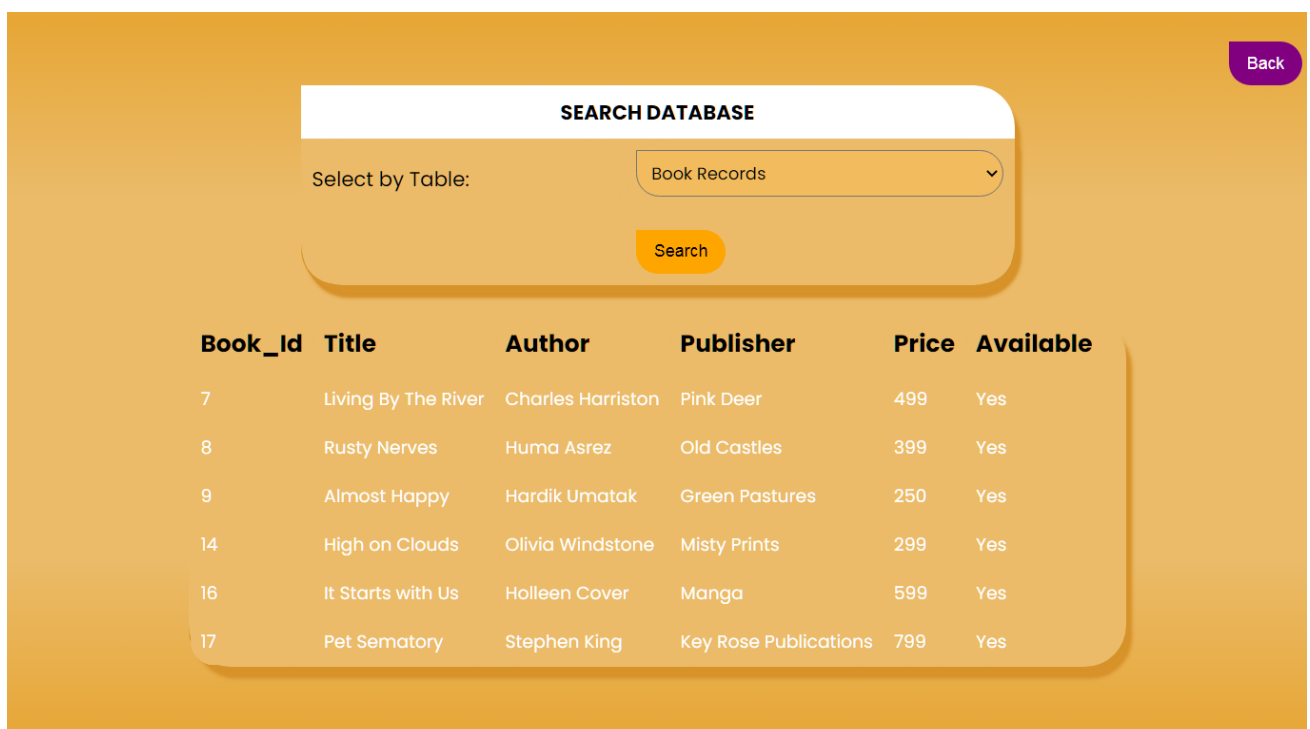 Back
SEARCH DATABASE
Select by Table: Book Records
Search
Book_Id Title Author Publisher Price Available
7 Living By The River Charles Harriston Pink Deer 499 Yes
8 Rusty Nerves Huma Asrez Old Castles 399 Yes
9 Almost Happy Hardik Umatak Green Pastures 250 Yes
14 High on Clouds Olivia Windstone Misty Prints 299 Yes
16 It Starts with Us Holleen Cover Manga 599 Yes
17 Pet Sematory Stephen King Key Rose Publications 799 Yes